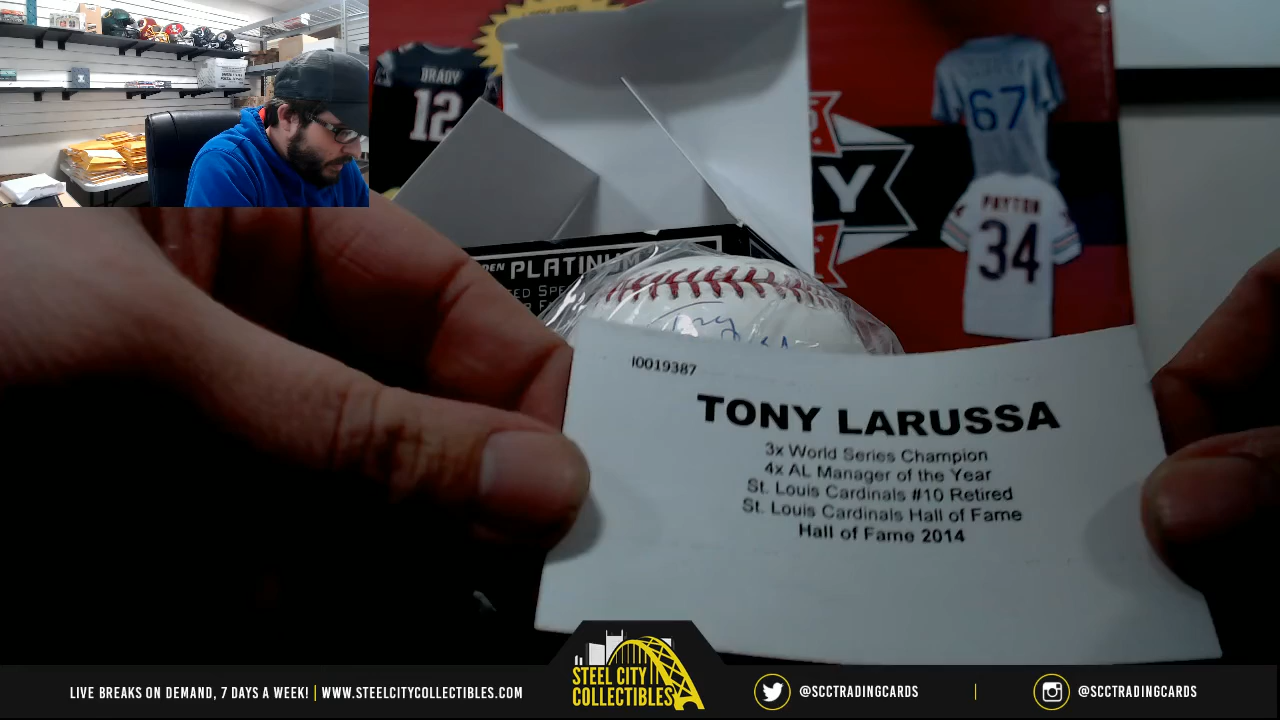 BRADY
12
67
Y
PAYTON
34
PLATINUM
Tony
I0019387
TONY LARUSSA
3x World Series Champion
4x AL Manager of the Year
St. Louis Cardinals #10 Retired
St. Louis Cardinals Hall of Fame
Hall of Fame 2014
LIVE BREAKS ON DEMAND, 7 DAYS A WEEK! | WWW.STEELCITYCOLLECTIBLES.COM
STEEL CITY
COLLECTIBLES
@SCCTRADINGCARDS
@SCCTRADINGCARDS